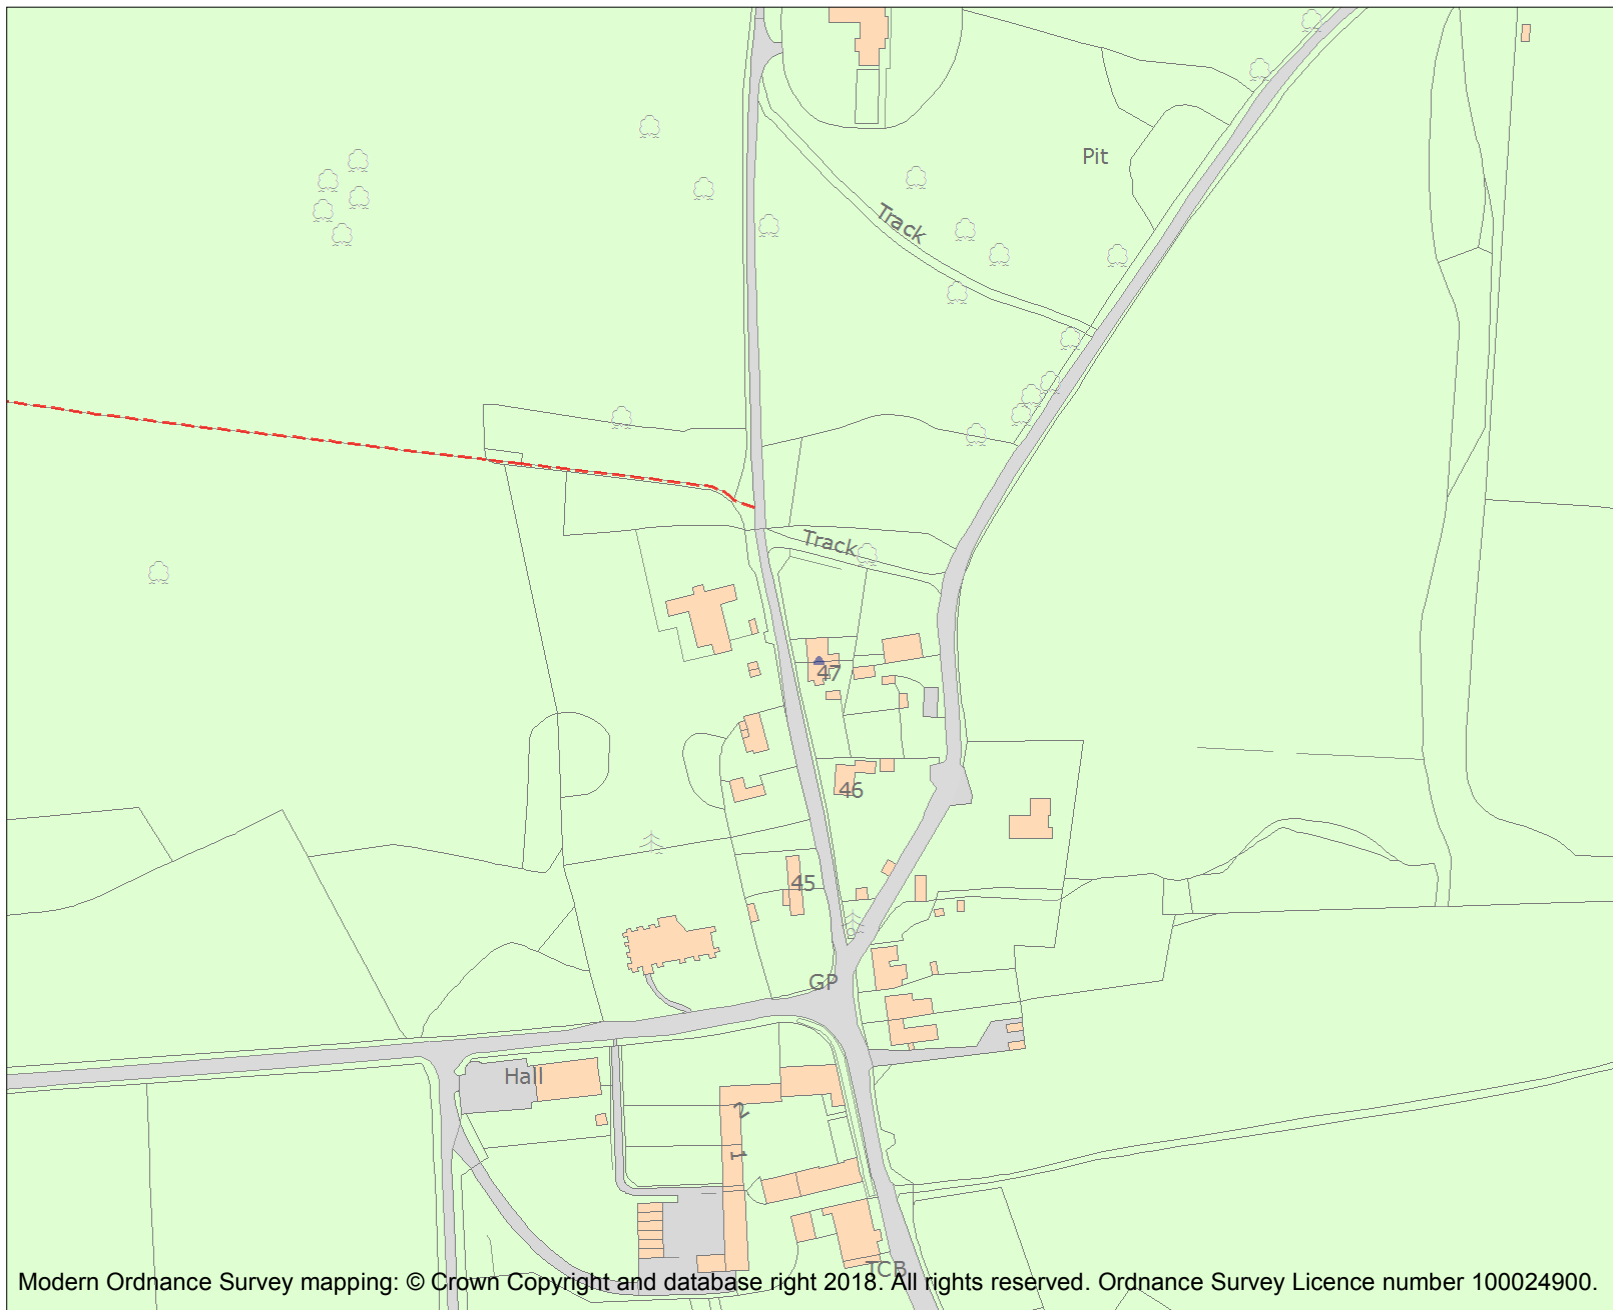 Pit
Track
Track
47
46
45
GP
Hall
2
1
TCB
Modern Ordnance Survey mapping: © Crown Copyright and database right 2018. All rights reserved. Ordnance Survey Licence number 100024900.